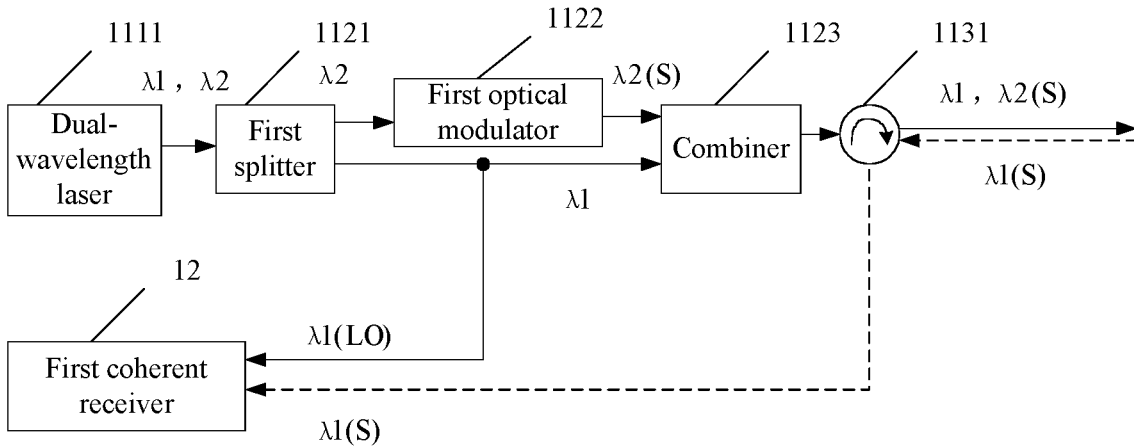 1111
1121
1122
1123
1131
λ1 , λ2
λ2
λ2(S)
λ1 , λ2(S)
Dual-
wavelength
laser
First
splitter
First optical
modulator
Combiner
λ1
λ1(S)
12
λ1(LO)
First coherent
receiver
λ1(S)